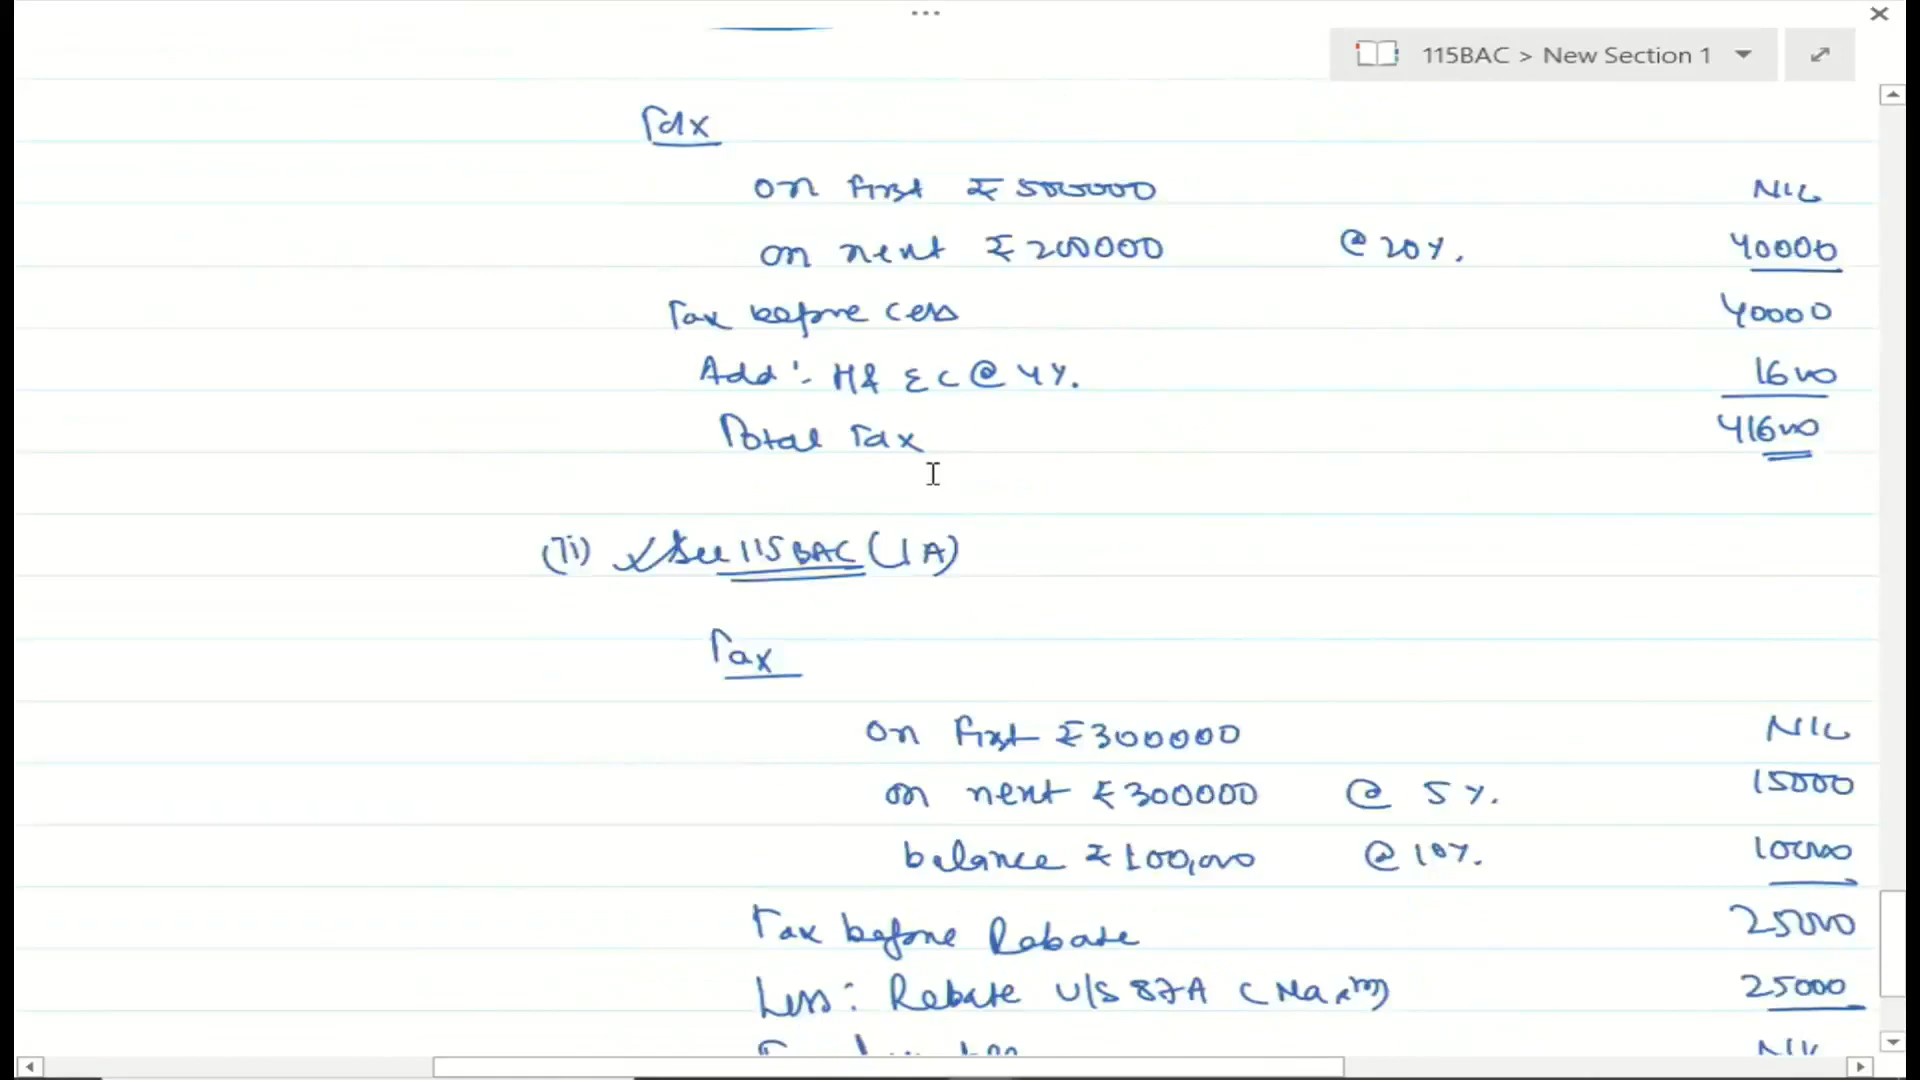 115BAC > New Section 1
Tax
on first ₹ 500000 NIL
on next ₹ 200000 @ 20%. 40000
Tax before cess 40000
Add :- H & EC @ 4%. 1600
Total Tax 41600
(ii) ✓ Sec 115BAC (1A)
Tax
on first ₹ 300000 NIL
on next ₹ 300000 @ 5%. 15000
balance ₹ 100,000 @ 10%. 10000
Tax before Rebate 25000
Less: Rebate U/S 87A (Maxm) 25000